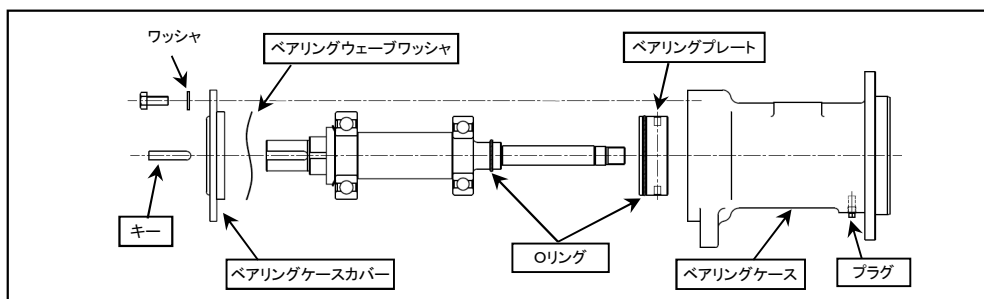 ワッシャ
ベアリングウェーブワッシャ
ベアリングプレート
キー
ベアリングケースカバー
Oリング
ベアリングケース
プラグ